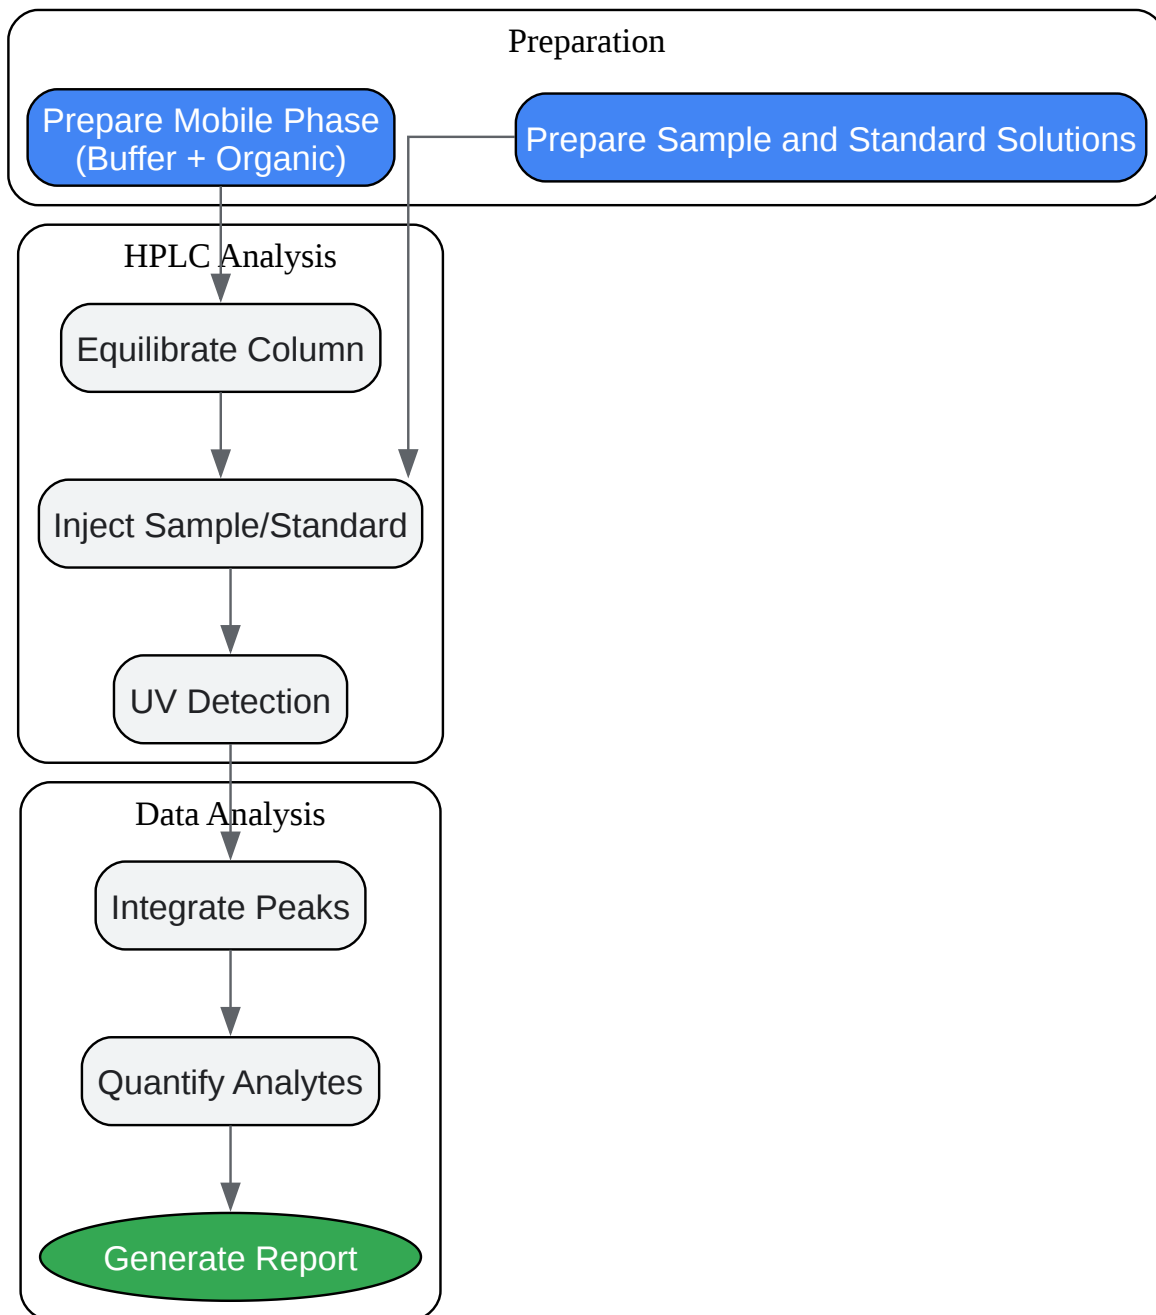 Preparation
Prepare Mobile Phase
(Buffer + Organic)
Prepare Sample and Standard Solutions
HPLC Analysis
Equilibrate Column
Inject Sample/Standard
UV Detection
Data Analysis
Integrate Peaks
Quantify Analytes
Generate Report